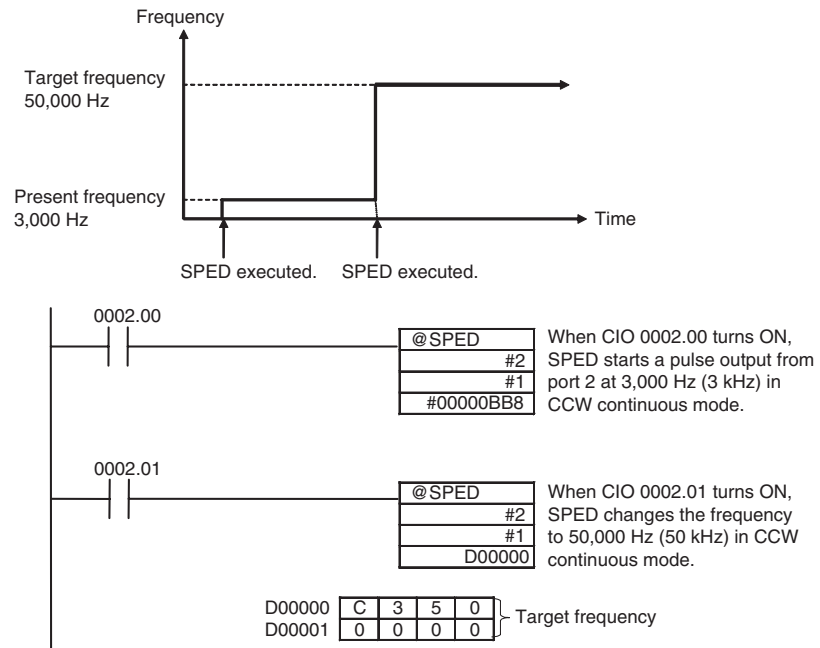 Frequency
Target frequency
50,000 Hz
Present frequency
3,000 Hz
Time
SPED executed.
SPED executed.
0002.00
@SPED
#2
#1
#00000BB8
When CIO 0002.00 turns ON,
SPED starts a pulse output from
port 2 at 3,000 Hz (3 kHz) in
CCW continuous mode.
0002.01
@SPED
#2
#1
D00000
When CIO 0002.01 turns ON,
SPED changes the frequency
to 50,000 Hz (50 kHz) in CCW
continuous mode.
D00000 C 3 5 0
D00001 0 0 0 0
Target frequency